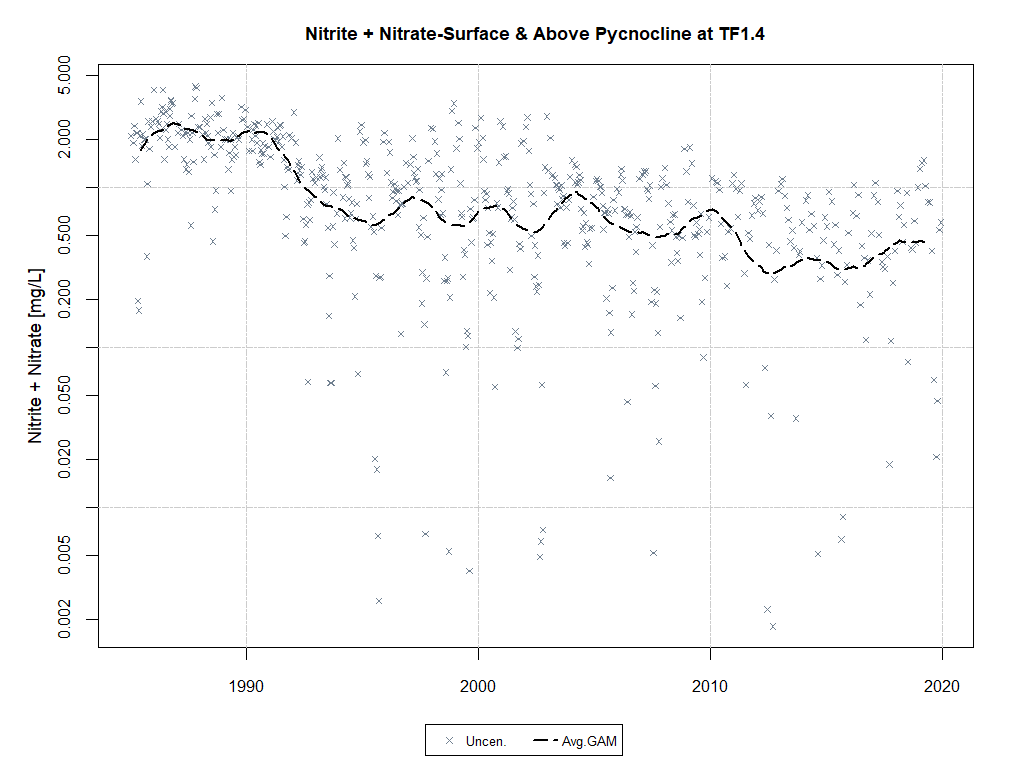 Nitrite + Nitrate-Surface & Above Pycnocline at TF1.4
Nitrite + Nitrate [mg/L]
5.000
2.000
0.500
0.200
0.050
0.020
0.005
0.002
1990 2000 2010 2020
Uncen. Avg.GAM